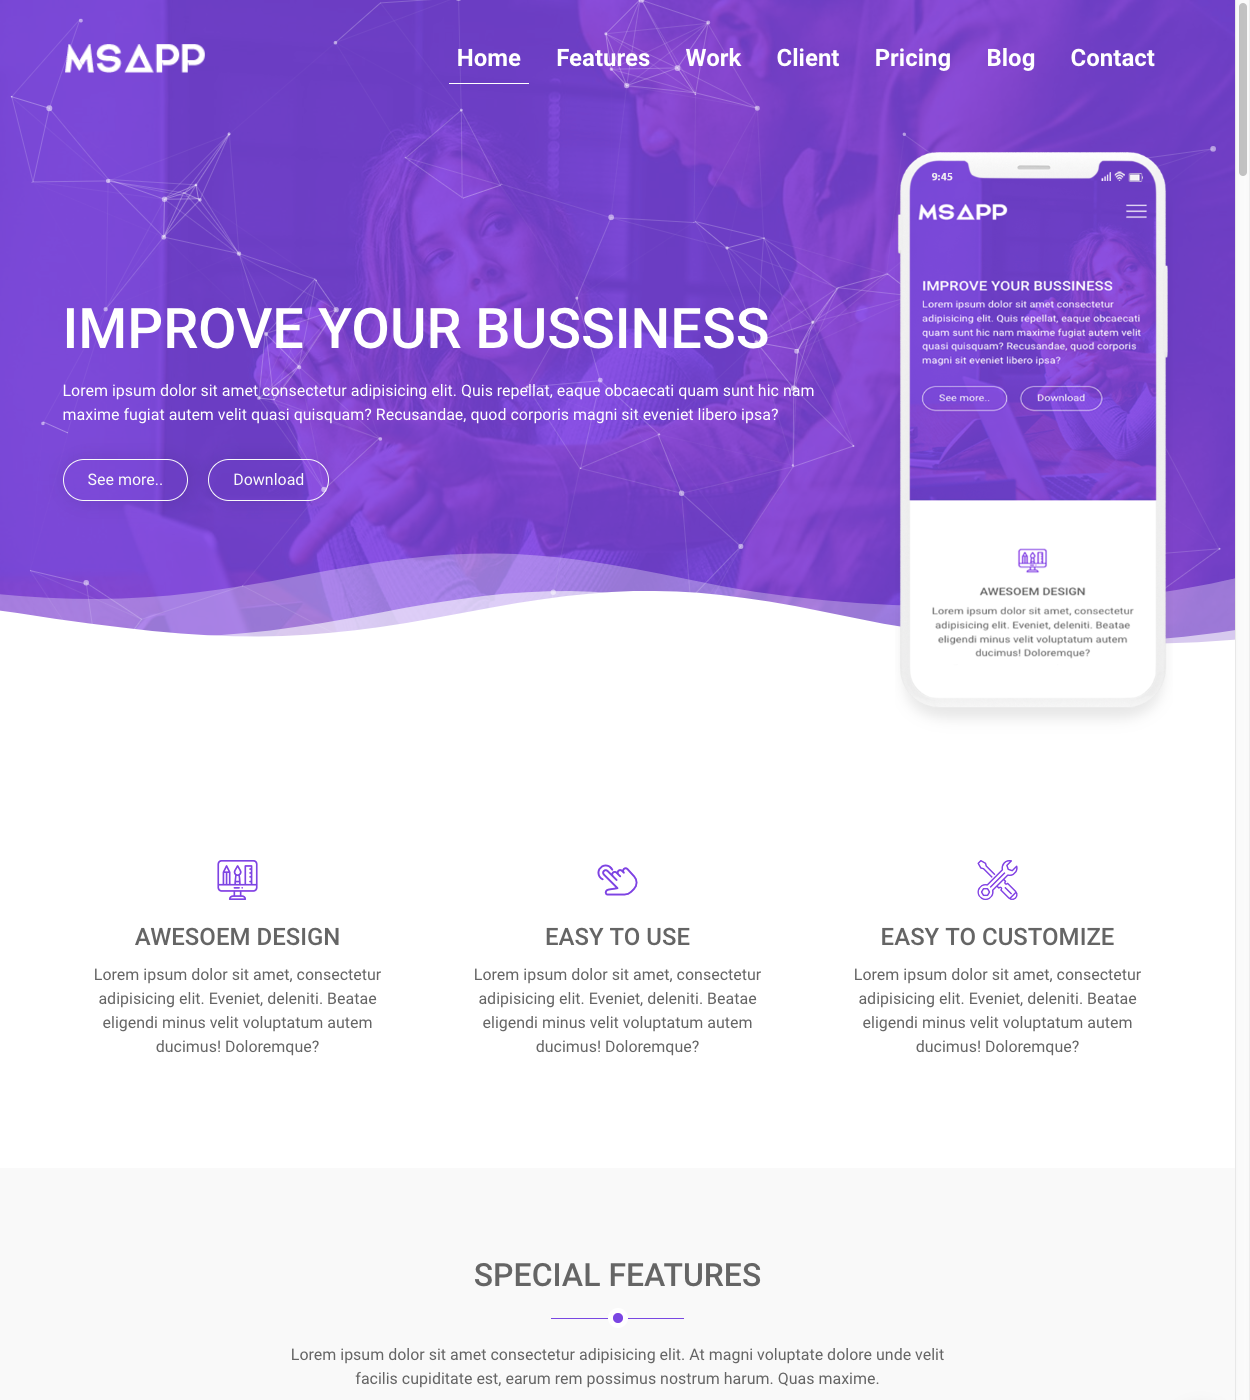 MSAPP
Home Features Work Client Pricing Blog Contact
IMPROVE YOUR BUSSINESS
Lorem ipsum dolor sit amet consectetur adipisicing elit. Quis repellat, eaque obcaecati quam sunt hic nam
maxime fugiat autem velit quasi quisquam? Recusandae, quod corporis magni sit eveniet libero ipsa?
See more.. Download
9:45
MSAPP
IMPROVE YOUR BUSSINESS
Lorem ipsum dolor sit amet consectetur
adipisicing elit. Quis repellat, eaque obcaecati
quam sunt hic nam maxime fugiat autem velit
quasi quisquam? Recusandae, quod corporis
magni sit eveniet libero ipsa?
See more.. Download
AWESOEM DESIGN
Lorem ipsum dolor sit amet, consectetur
adipisicing elit. Eveniet, deleniti. Beatae
eligendi minus velit voluptatum autem
ducimus! Doloremque?
AWESOEM DESIGN
Lorem ipsum dolor sit amet, consectetur
adipisicing elit. Eveniet, deleniti. Beatae
eligendi minus velit voluptatum autem
ducimus! Doloremque?
EASY TO USE
Lorem ipsum dolor sit amet, consectetur
adipisicing elit. Eveniet, deleniti. Beatae
eligendi minus velit voluptatum autem
ducimus! Doloremque?
EASY TO CUSTOMIZE
Lorem ipsum dolor sit amet, consectetur
adipisicing elit. Eveniet, deleniti. Beatae
eligendi minus velit voluptatum autem
ducimus! Doloremque?
SPECIAL FEATURES
Lorem ipsum dolor sit amet consectetur adipisicing elit. At magni voluptate dolore unde velit
facilis cupiditate est, earum rem possimus nostrum harum. Quas maxime.